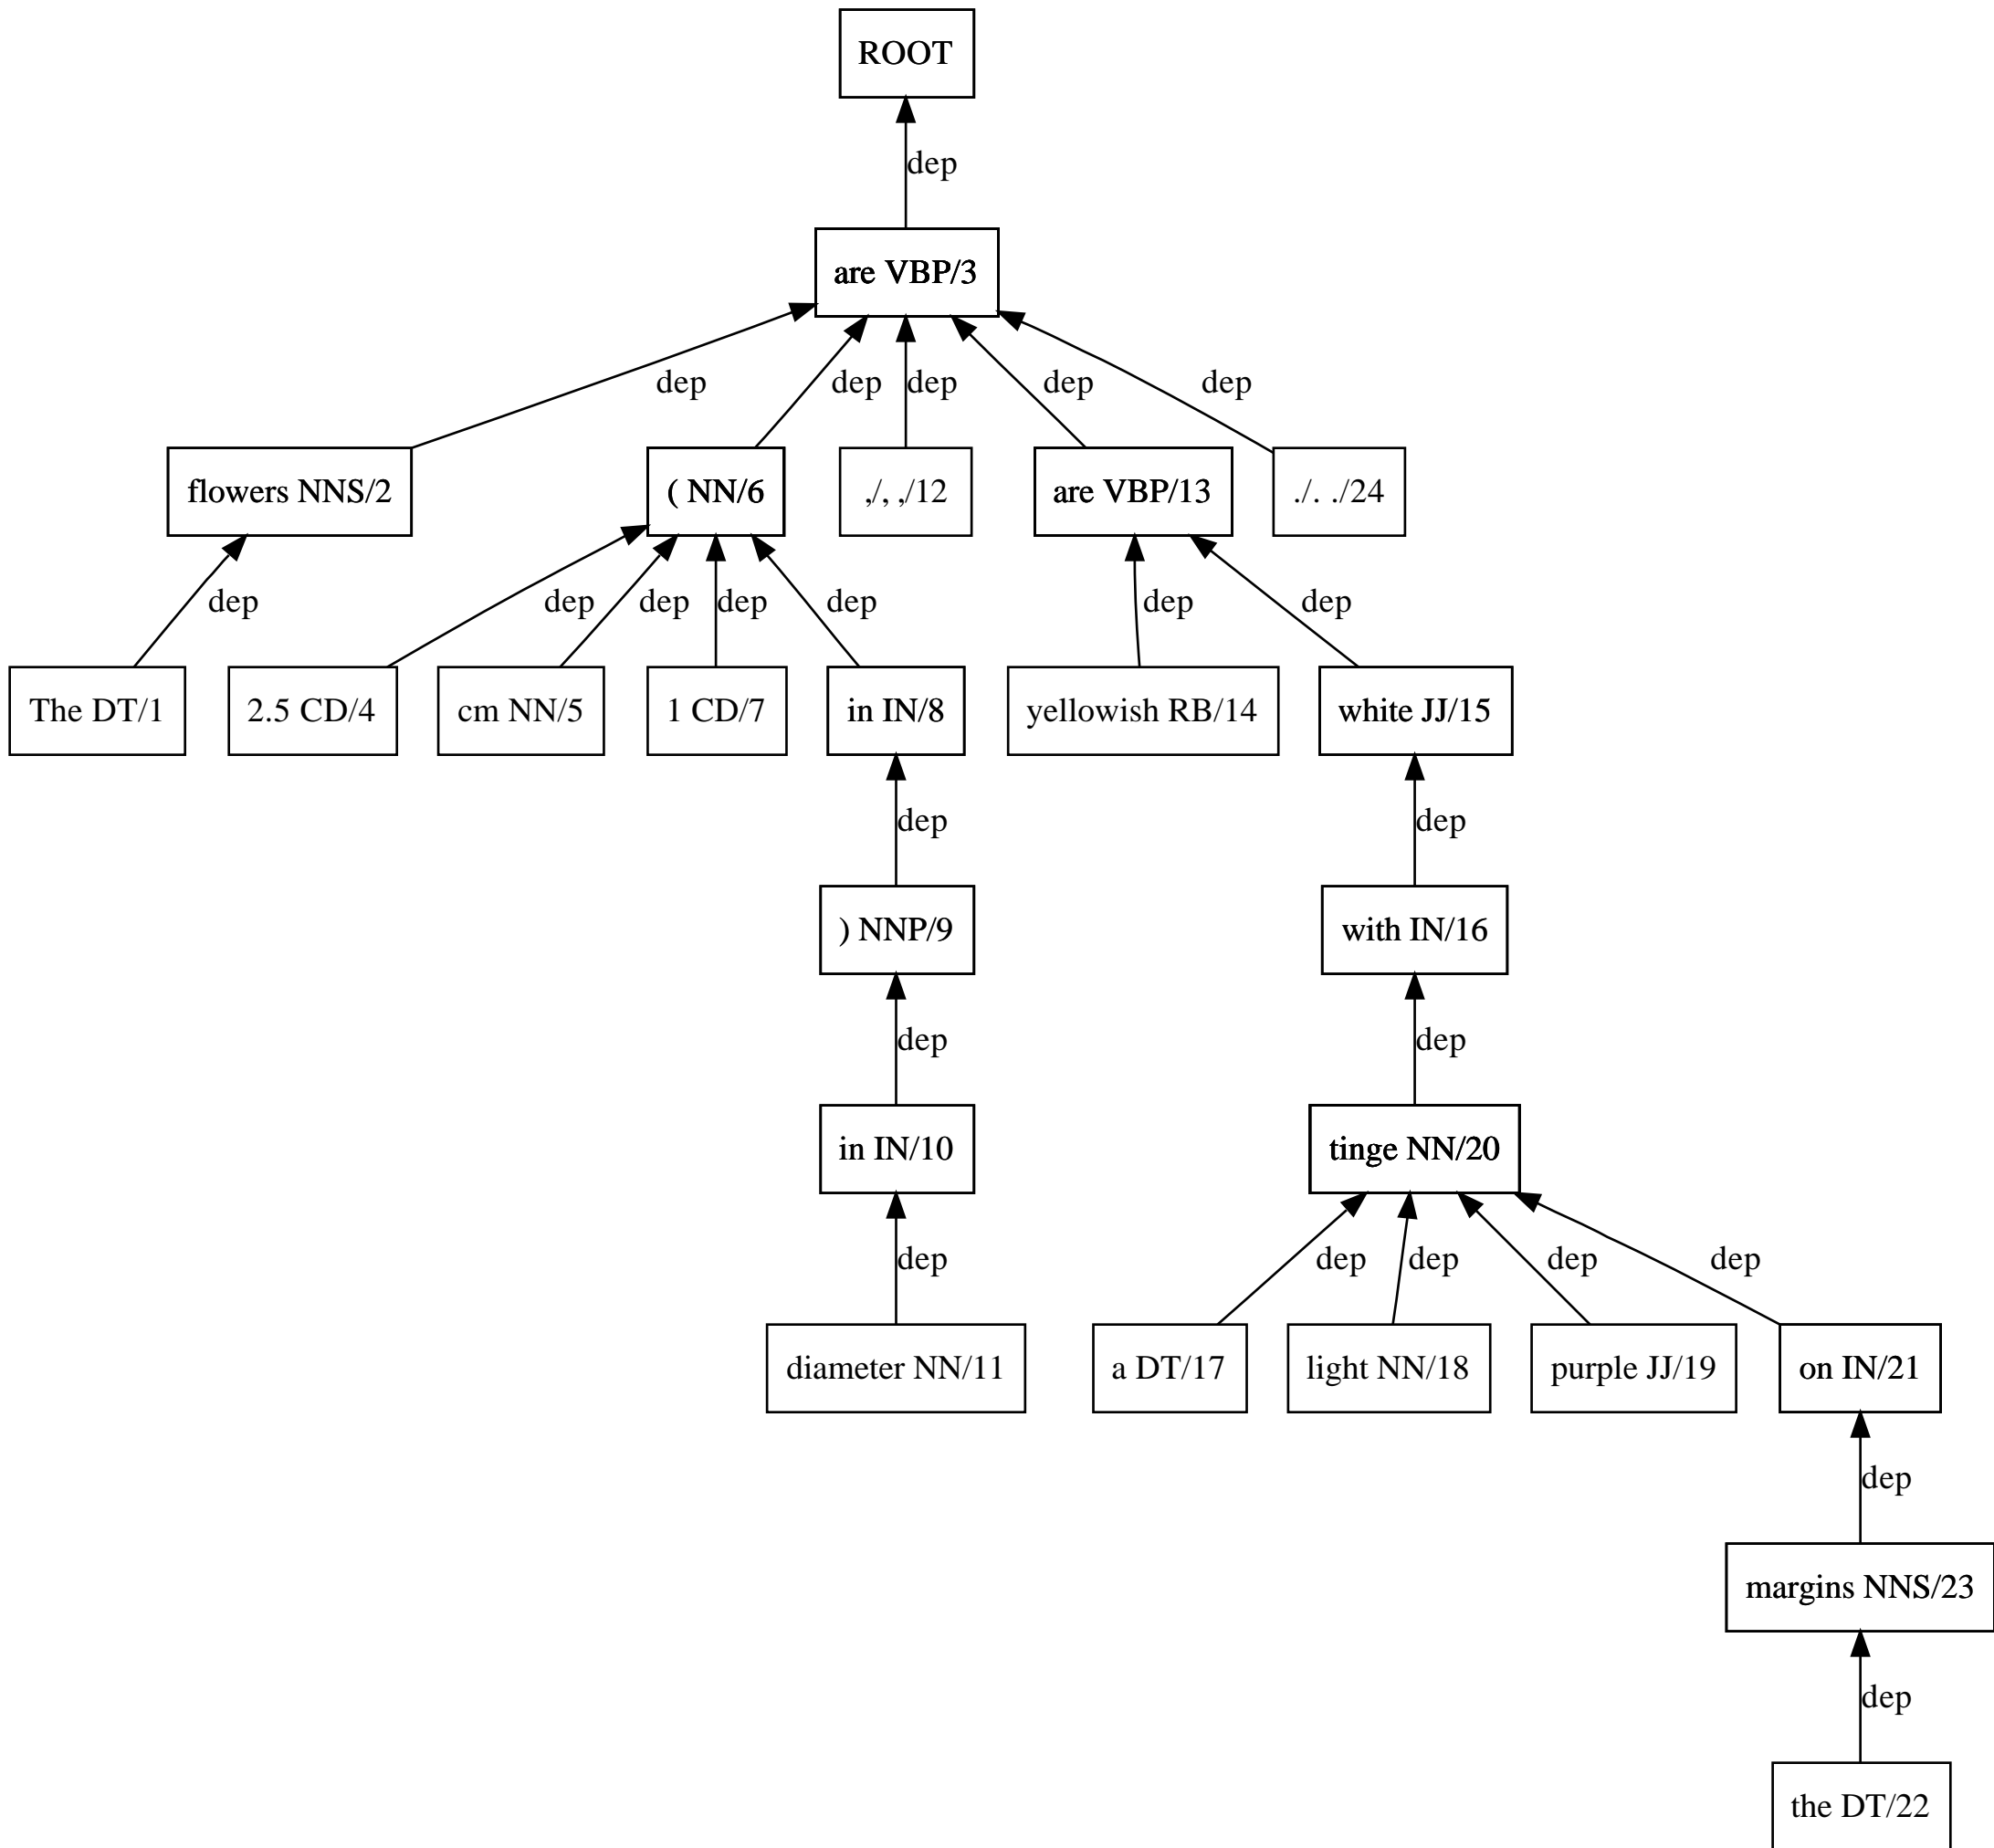 ROOT
dep
are VBP/3
dep dep dep dep dep
flowers NNS/2 ( NN/6 ,/, ,/12 are VBP/13 ./. ./24
dep dep dep dep dep dep dep
The DT/1 2.5 CD/4 cm NN/5 1 CD/7 in IN/8 yellowish RB/14 white JJ/15
dep dep
) NNP/9 with IN/16
dep dep
in IN/10 tinge NN/20
dep dep dep dep dep
diameter NN/11 a DT/17 light NN/18 purple JJ/19 on IN/21
dep
margins NNS/23
dep
the DT/22